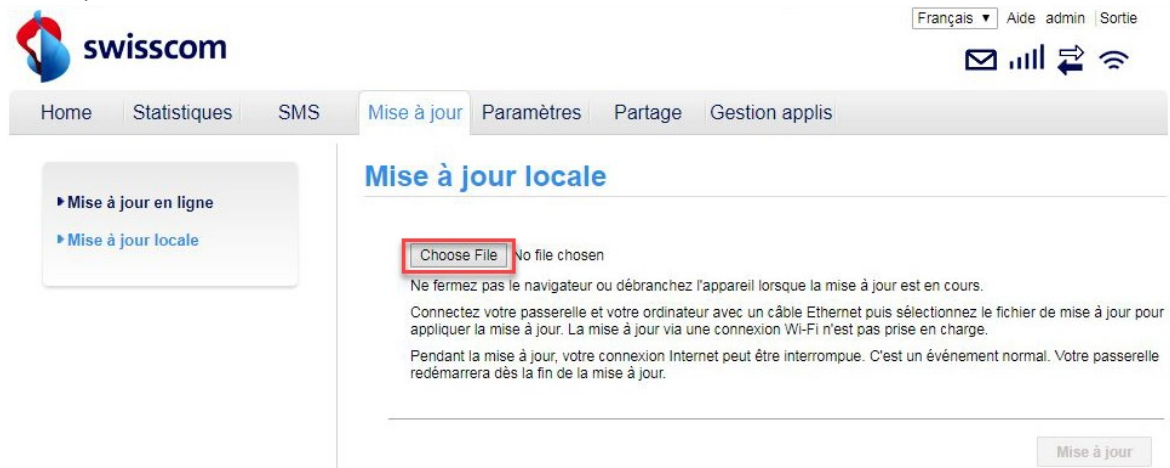 Français ▼ Aide admin Sortie
swisscom
Home Statistiques SMS Mise à jour Paramètres Partage Gestion applis
Mise à jour en ligne
Mise à jour locale
Mise à jour locale
Choose File No file chosen
Ne fermez pas le navigateur ou débranchez l'appareil lorsque la mise à jour est en cours.
Connectez votre passerelle et votre ordinateur avec un câble Ethernet puis sélectionnez le fichier de mise à jour pour
appliquer la mise à jour. La mise à jour via une connexion Wi-Fi n'est pas prise en charge.
Pendant la mise à jour, votre connexion Internet peut être interrompue. C'est un événement normal. Votre passerelle
redémarrera dès la fin de la mise à jour.
Mise à jour